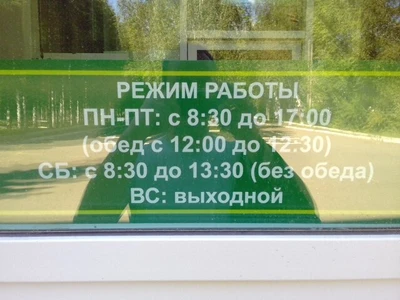 РЕЖИМ РАБОТЫ
ПН-ПТ: с 8:30 до 17:00
(обед с 12:00 до 12:30)
СБ: с 8:30 до 13:30 (без обеда)
ВС: выходной